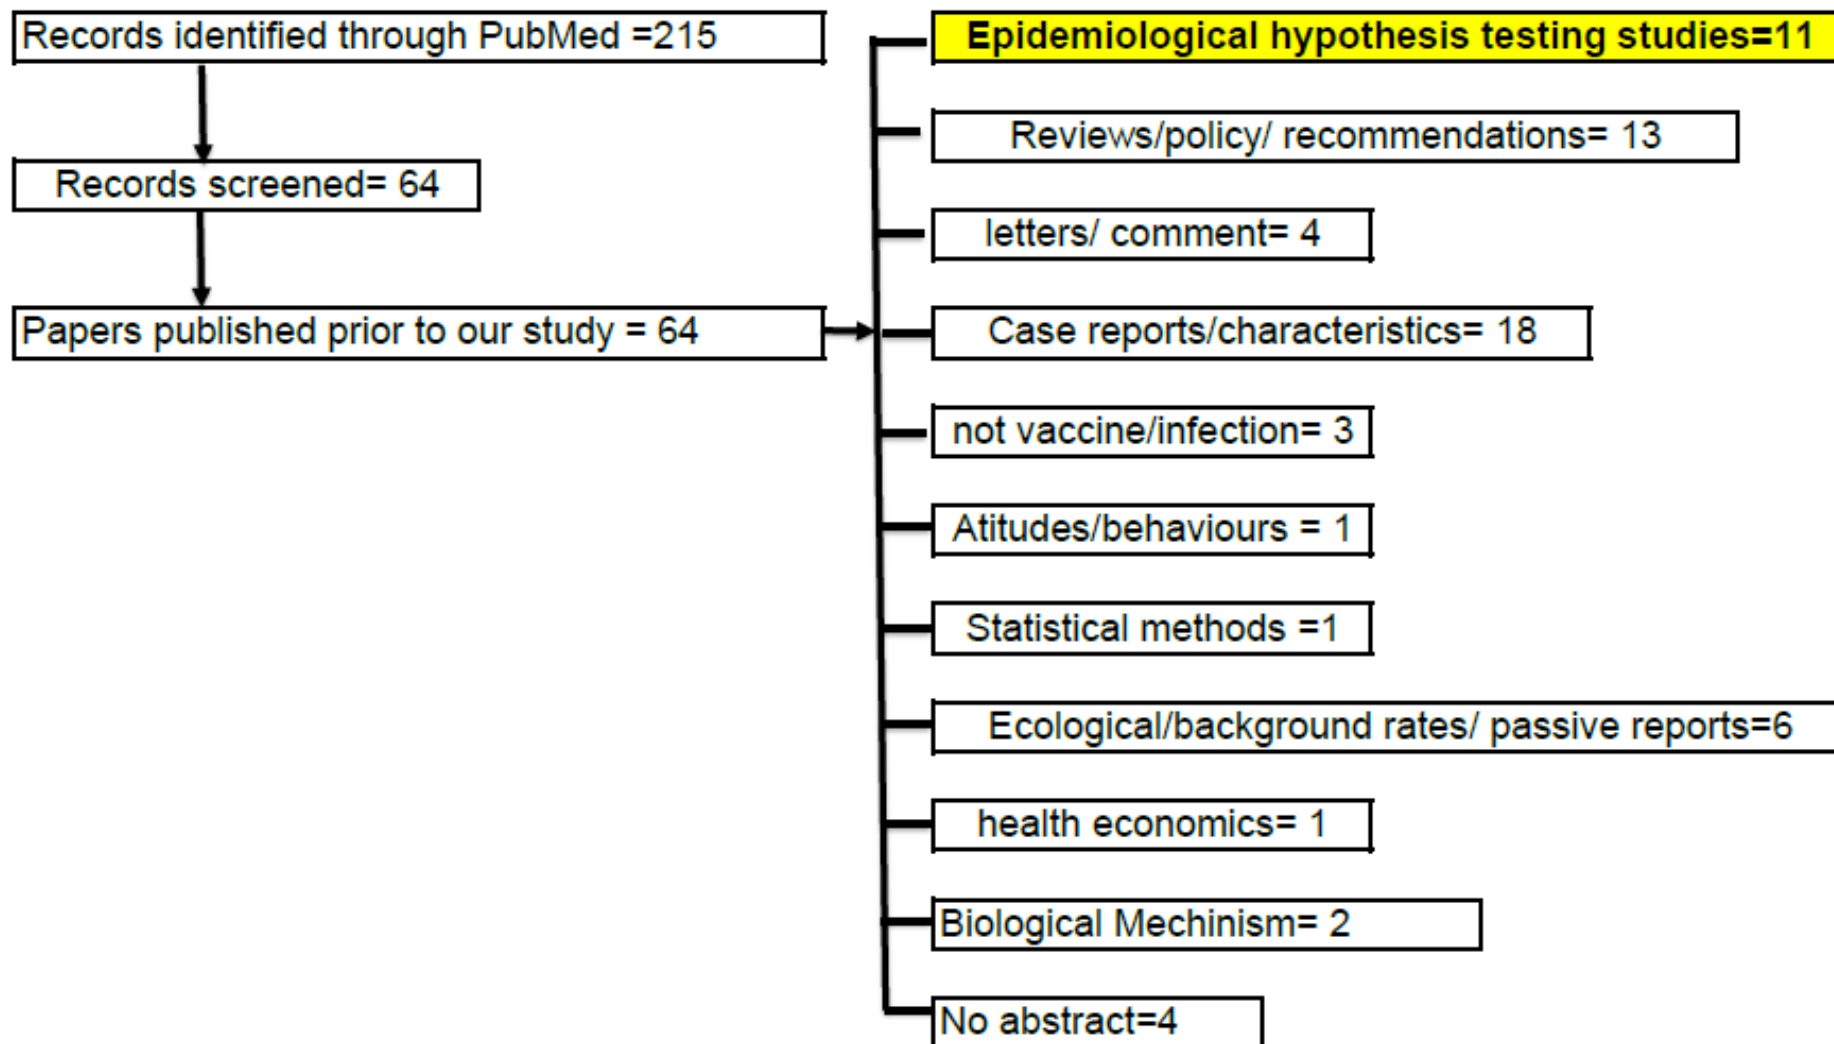 Records identified through PubMed =215
Records screened= 64
Papers published prior to our study = 64
Epidemiological hypothesis testing studies=11
Reviews/policy/ recommendations= 13
letters/ comment= 4
Case reports/characteristics= 18
not vaccine/infection= 3
Atitudes/behaviours = 1
Statistical methods =1
Ecological/background rates/ passive reports=6
health economics= 1
Biological Mechinism= 2
No abstract=4